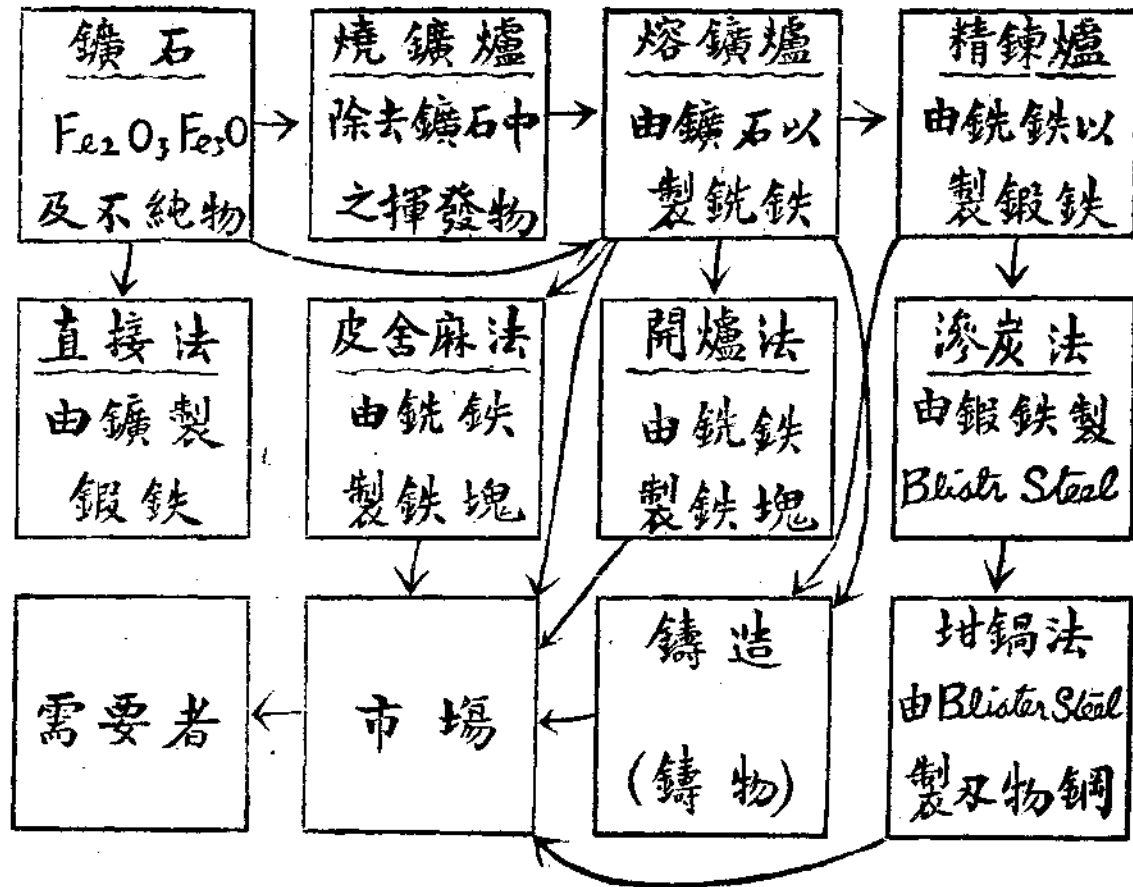 鑛石
Fe₂O₃Fe₃O
及不純物
燒鑛爐
除去鑛石中
之揮發物
熔鑛爐
由鑛石以
製銑鉄
精鍊爐
由銑鉄以
製鍛鉄
直接法
由鑛製
鍛鉄
皮舍麻法
由銑鉄
製鉄塊
開爐法
由銑鉄
製鉄塊
滲炭法
由鍛鉄製
Blistr Steel
需要者
市塲
鑄造
(鑄物)
坩鍋法
由Blister Steel
製刃物鋼